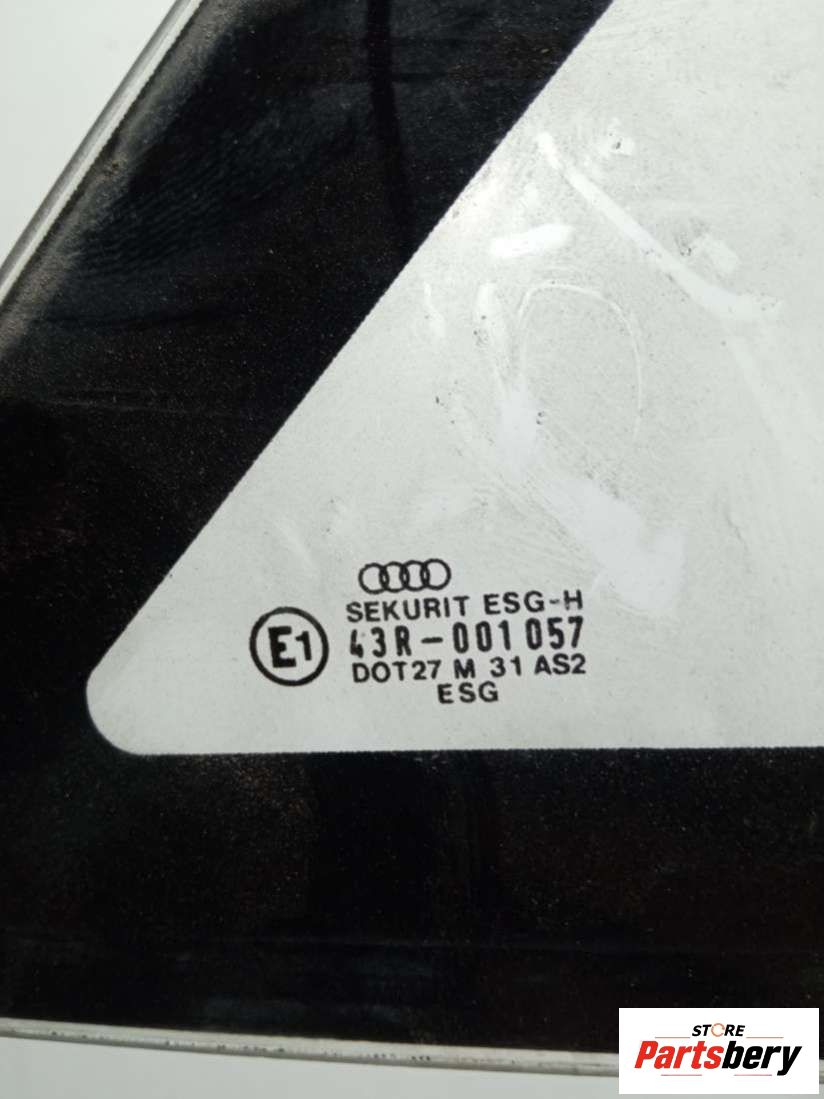 SEKURIT ESG-H
E1
43R-001057
DOT27 M 31 AS2
ESG
STORE
Partsbery